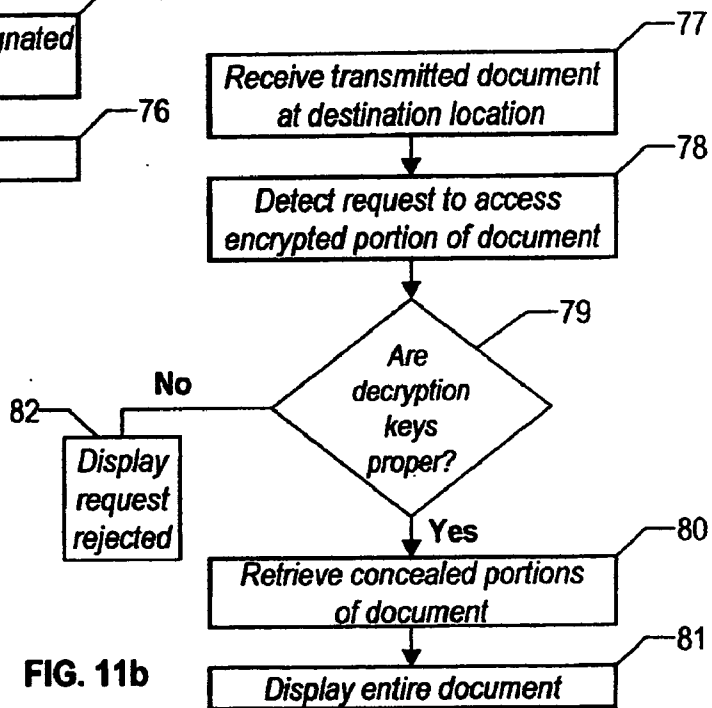 gnated
76
77
Receive transmitted document
at destination location
78
Detect request to access
encrypted portion of document
79
Are
decryption
keys
proper?
No
82
Display
request
rejected
Yes
80
Retrieve concealed portions
of document
81
Display entire document
FIG. 11b